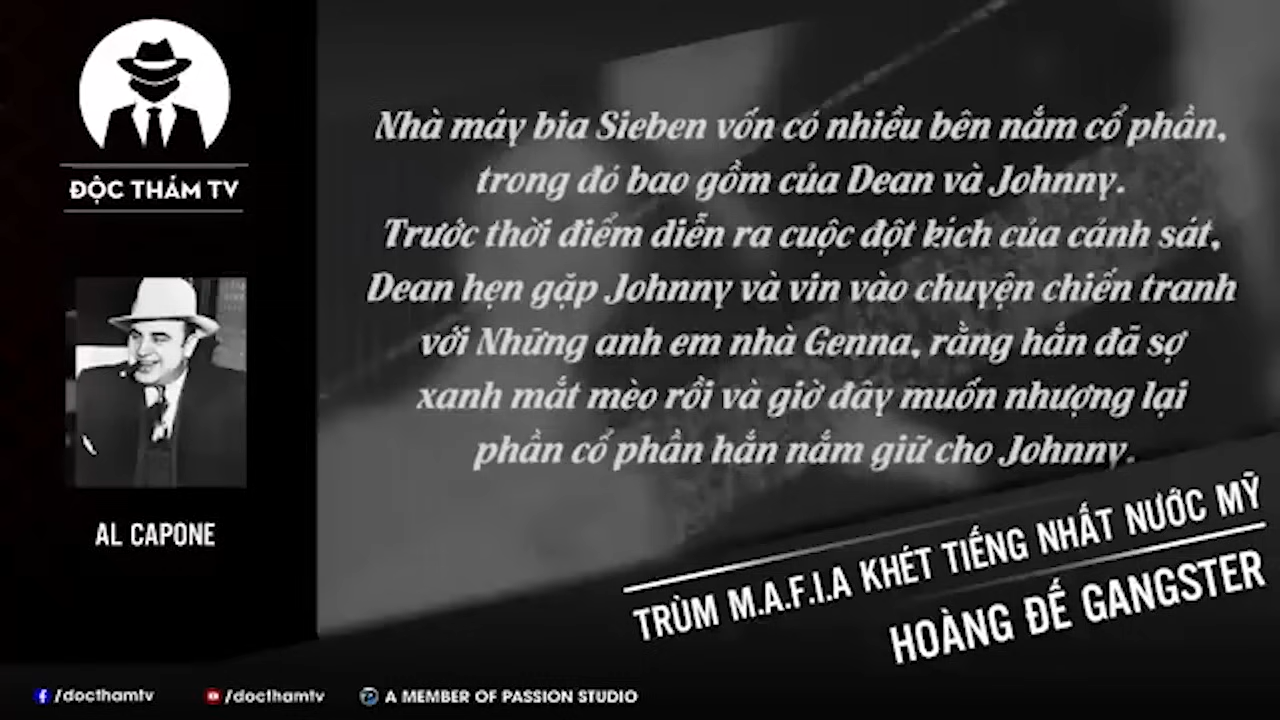 ĐỘC THÁM TV
AL CAPONE
Nhà máy bia Sieben vốn có nhiều bên nắm cổ phần,
trong đó bao gồm của Dean và Johnny.
Trước thời điểm diễn ra cuộc đột kích của cảnh sát,
Dean hẹn gặp Johnny và vin vào chuyện chiến tranh
với Những anh em nhà Genna, rằng hắn đã sợ
xanh mắt mèo rồi và giờ đây muốn nhượng lại
phần cổ phần hắn nắm giữ cho Johnny.
TRÙM M.A.F.I.A KHÉT TIẾNG NHẤT NƯỚC MỸ
HOÀNG ĐẾ GANGSTER
/docthamtv
/docthamtv
A MEMBER OF PASSION STUDIO